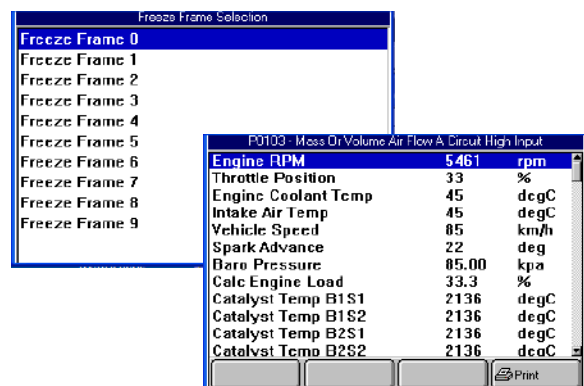 Freeze Frame Selection
Freeze Frame 0
Freeze Frame 1
Freeze Frame 2
Freeze Frame 3
Freeze Frame 4
Freeze Frame 5
Freeze Frame 6
Freeze Frame 7
Freeze Frame 8
Freeze Frame 9
P0103 - Mass Or Volume Air Flow A Circuit High Input
Engine RPM 5461 rpm
Throttle Position 33 %
Engine Coolant Temp 45 degC
Intake Air Temp 45 degC
Vehicle Speed 85 km/h
Spark Advance 22 deg
Baro Pressure 85.00 kpa
Calc Engine Load 33.3 %
Catalyst Temp B1S1 2136 degC
Catalyst Temp B1S2 2136 degC
Catalyst Temp B2S1 2136 degC
Catalyst Temp B2S2 2136 degC
Print